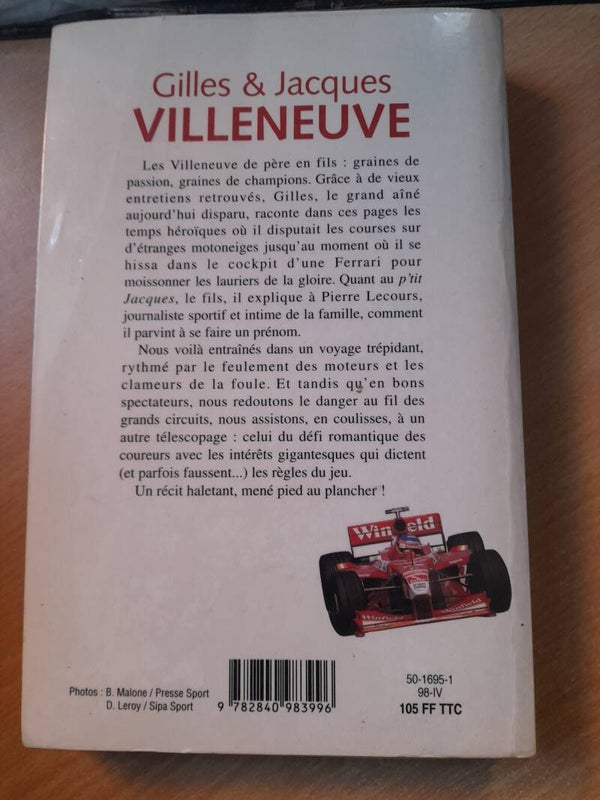 Gilles & Jacques
VILLENEUVE
Les Villeneuve de père en fils : graines de
passion, graines de champions. Grâce à de vieux
entretiens retrouvés, Gilles, le grand aîné
aujourd'hui disparu, raconte dans ces pages les
temps héroïques où il disputait les courses sur
d'étranges motoneiges jusqu'au moment où il se
hissa dans le cockpit d'une Ferrari pour
moissonner les lauriers de la gloire. Quant au p'tit
Jacques, le fils, il explique à Pierre Lecours,
journaliste sportif et intime de la famille, comment
il parvint à se faire un prénom.
Nous voilà entraînés dans un voyage trépidant,
rythmé par le feulement des moteurs et les
clameurs de la foule. Et tandis qu'en bons
spectateurs, nous redoutons le danger au fil des
grands circuits, nous assistons, en coulisses, à un
autre télescopage : celui du défi romantique des
coureurs avec les intérêts gigantesques qui dictent
(et parfois faussent...) les règles du jeu.
Un récit haletant, mené pied au plancher !
Winfield
Winfield
Winfield
Photos : B. Malone / Presse Sport
D. Leroy / Sipa Sport
9 782840 983996
50-1695-1
98-IV
105 FF TTC